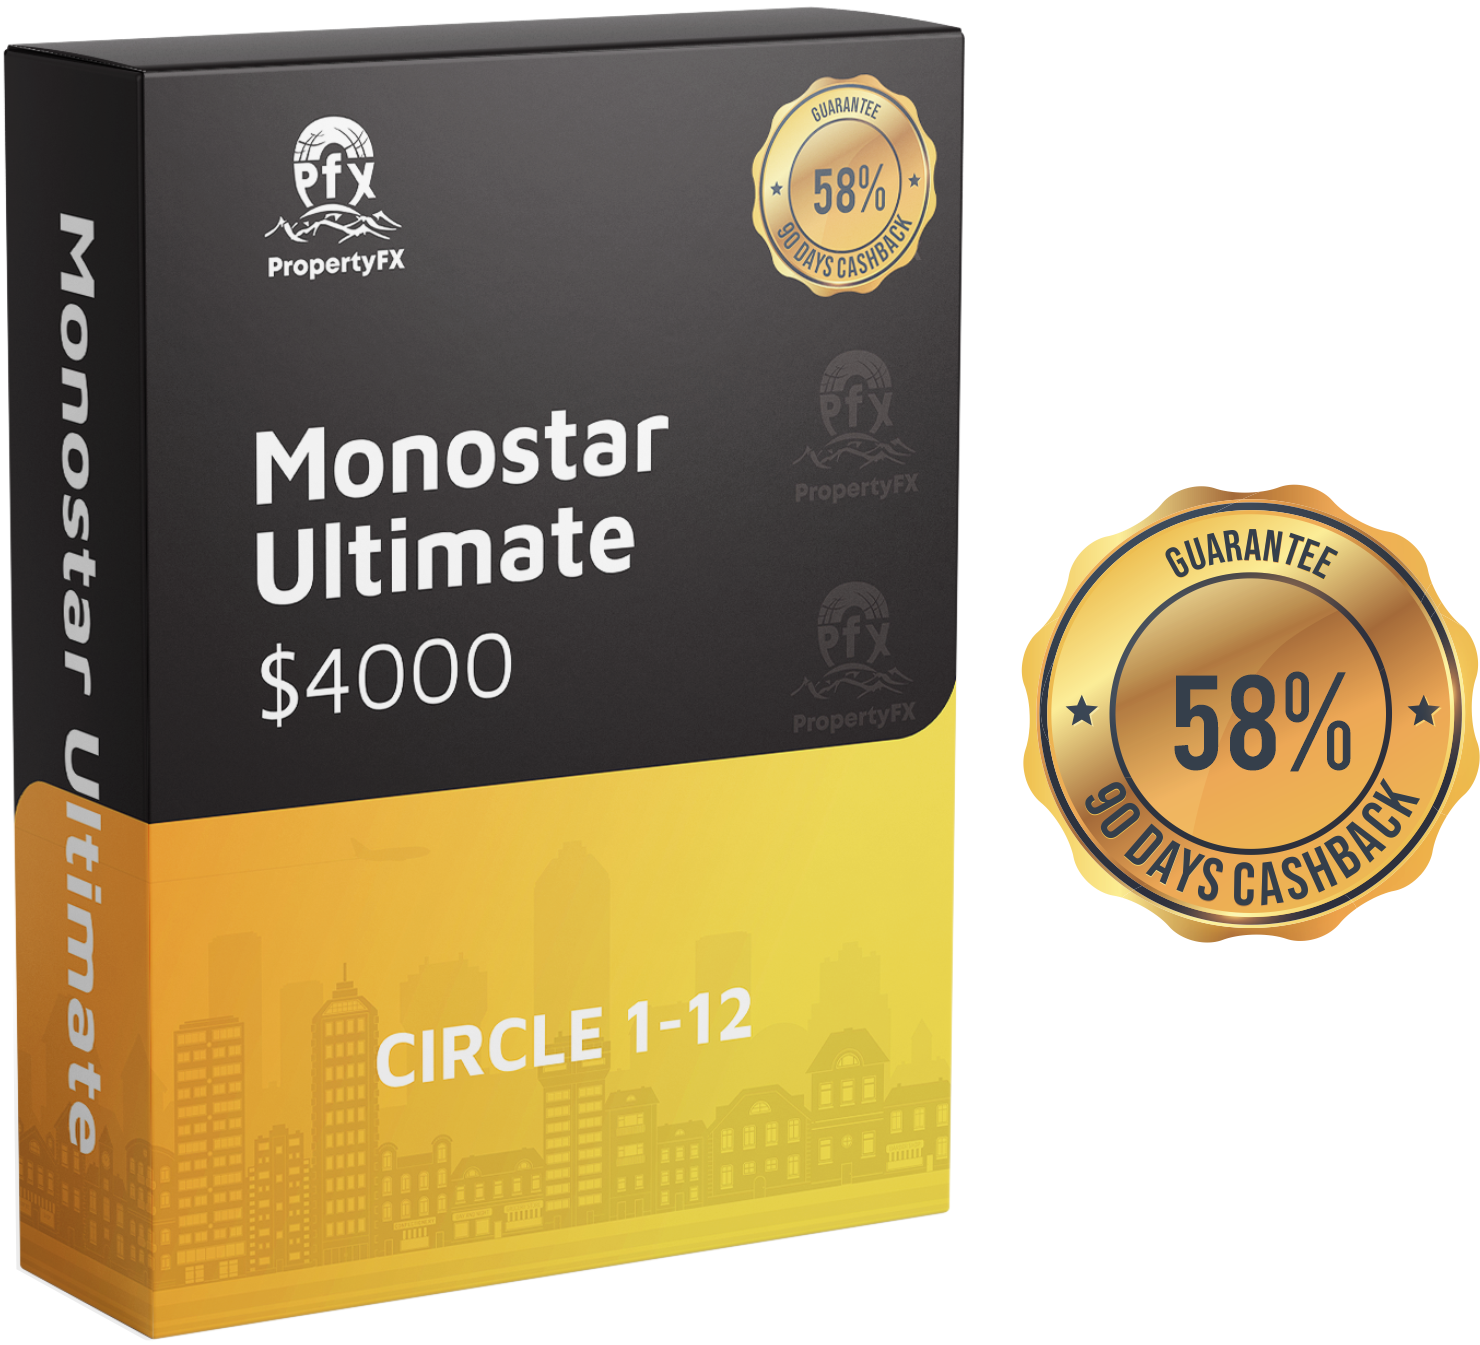 Pfx
PropertyFX
GUARANTEE
58%
90 DAYS CASHBACK
Monostar
Ultimate
$4000
Monostar Ultimate
Pfx
PropertyFX
Pfx
PropertyFX
CIRCLE 1-12
GUARANTEE
58%
90 DAYS CASHBACK